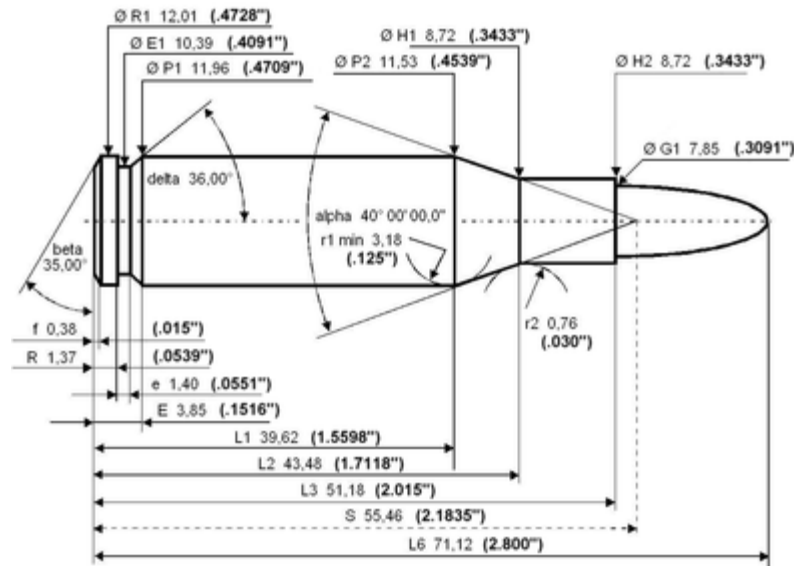 Ø R1 12,01 (.4728")
Ø E1 10,39 (.4091")
Ø P1 11,96 (.4709")
Ø H1 8,72 (.3433")
Ø P2 11,53 (.4539")
Ø H2 8,72 (.3433")
Ø G1 7,85 (.3091")
delta 36,00°
alpha 40° 00'00,0"
r1 min 3,18
(.125")
beta
35,00°
r2 0,76
(.030")
f 0,38 (.015")
R 1,37 (.0539")
e 1,40 (.0551")
E 3,85 (.1516")
L1 39,62 (1.5598")
L2 43,48 (1.7118")
L3 51,18 (2.015")
S 55,46 (2.1835")
L6 71,12 (2.800")